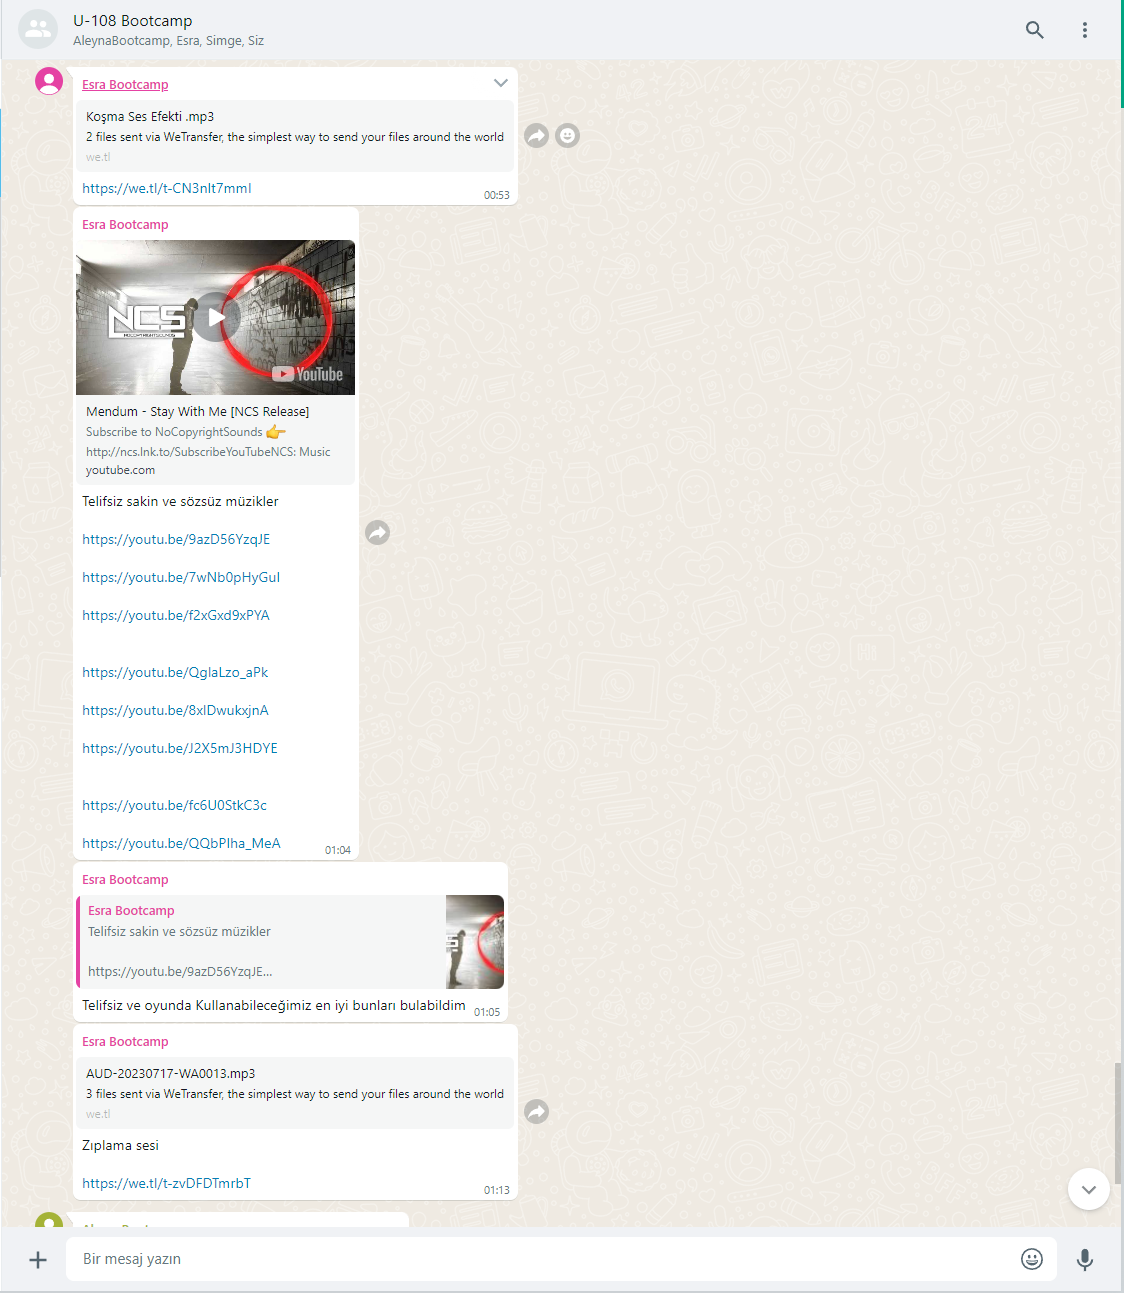 U-108 Bootcamp
AleynaBootcamp, Esra, Simge, Siz
Esra Bootcamp
Koşma Ses Efekti .mp3
2 files sent via WeTransfer, the simplest way to send your files around the world
we.tl
https://we.tl/t-CN3nIt7mmI
00:53
Esra Bootcamp
NCS
NOCOPYRIGHTSOUNDS
YouTube
Mendum - Stay With Me [NCS Release]
Subscribe to NoCopyrightSounds 👉
http://ncs.lnk.to/SubscribeYouTubeNCS: Music
youtube.com
Telifsiz sakin ve sözsüz müzikler
https://youtu.be/9azD56YzqJE
https://youtu.be/7wNb0pHyGuI
https://youtu.be/f2xGxd9xPYA
https://youtu.be/QglaLzo_aPk
https://youtu.be/8xlDwukxjnA
https://youtu.be/J2X5mJ3HDYE
https://youtu.be/fc6U0StkC3c
https://youtu.be/QQbPIha_MeA
01:04
Esra Bootcamp
Esra Bootcamp
Telifsiz sakin ve sözsüz müzikler
https://youtu.be/9azD56YzqJE...
Telifsiz ve oyunda Kullanabileceğimiz en iyi bunları bulabildim
01:05
Esra Bootcamp
AUD-20230717-WA0013.mp3
3 files sent via WeTransfer, the simplest way to send your files around the world
we.tl
Zıplama sesi
https://we.tl/t-zvDFDTmrbT
01:13
Bir mesaj yazın